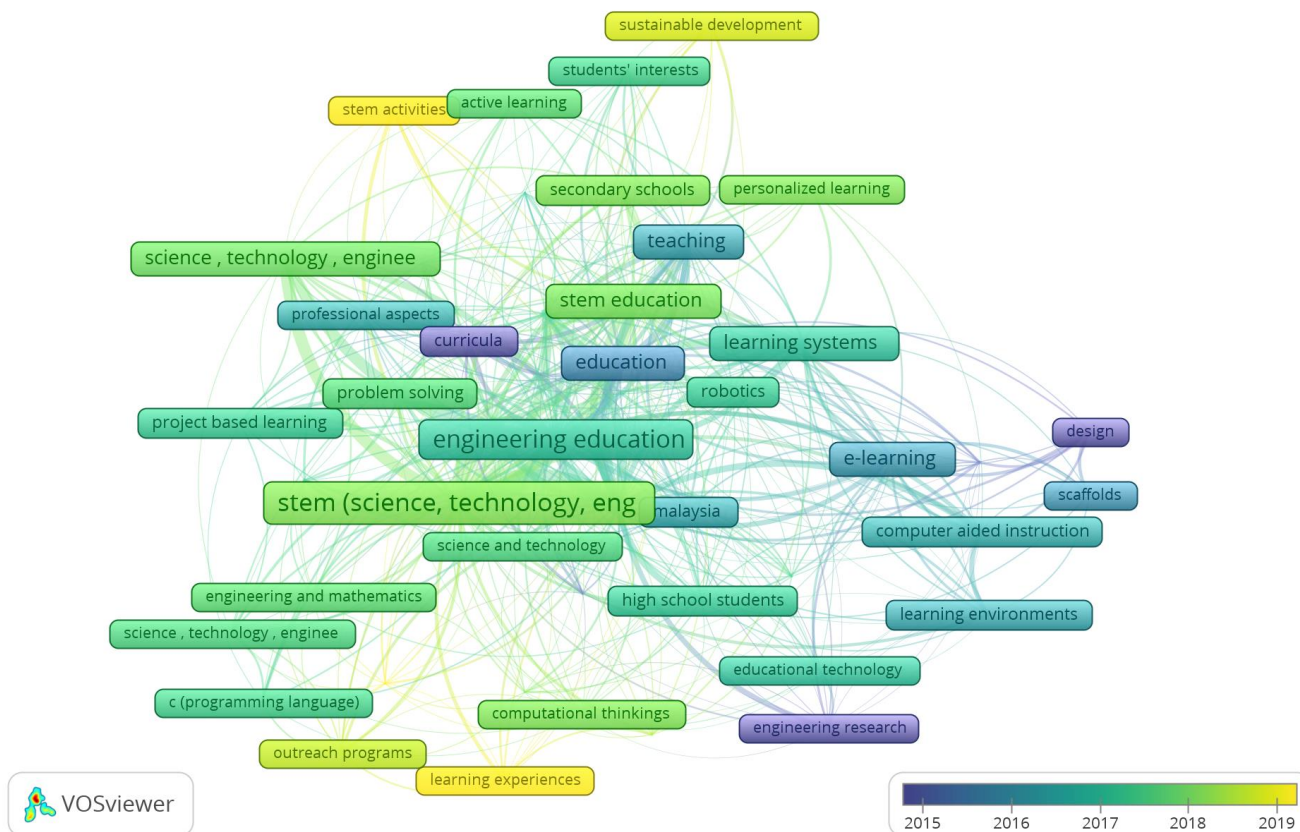 sustainable development
students' interests
active learning
stem activities
secondary schools
personalized learning
teaching
science , technology , enginee
stem education
professional aspects
curricula
learning systems
education
problem solving
robotics
project based learning
design
engineering education
e-learning
scaffolds
stem (science, technology, eng
malaysia
computer aided instruction
science and technology
engineering and mathematics
high school students
learning environments
science , technology , enginee
educational technology
c (programming language)
computational thinkings
engineering research
outreach programs
learning experiences
VOSviewer
2015 2016 2017 2018 2019